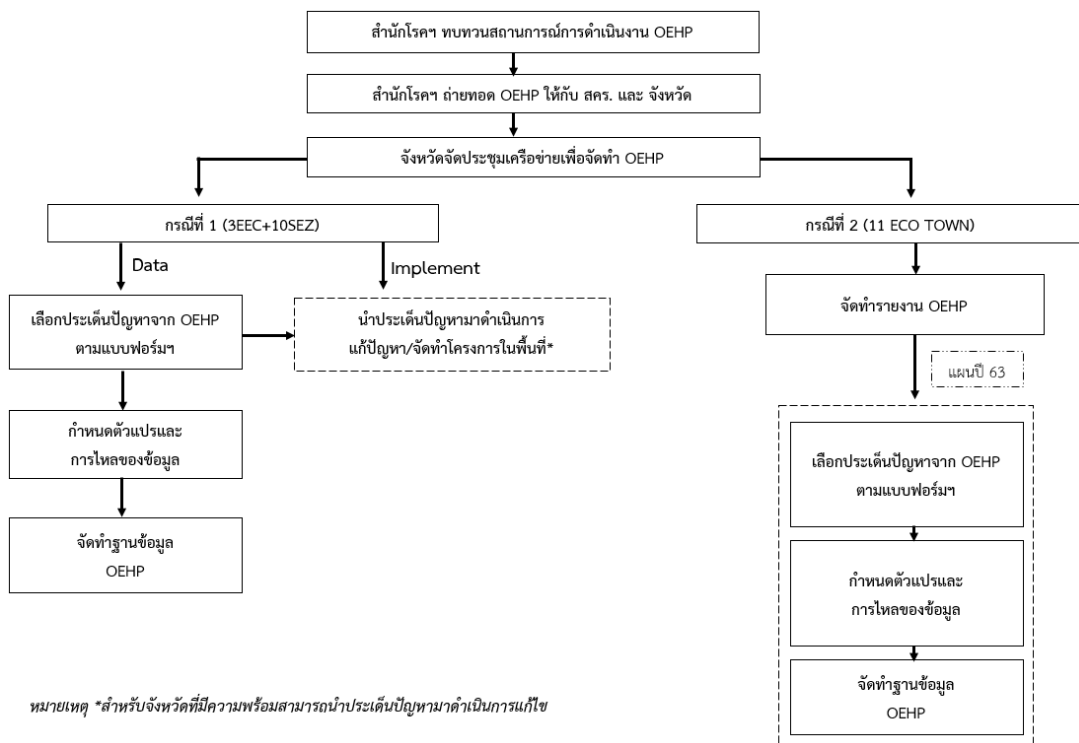 สำนักโรคฯ ทบทวนสถานการณ์การดำเนินงาน OEHP
สำนักโรคฯ ถ่ายทอด OEHP ให้กับ สคร. และ จังหวัด
จังหวัดจัดประชุมเครือข่ายเพื่อจัดทำ OEHP
กรณีที่ 1 (3EEC+10SEZ)
Data
Implement
เลือกประเด็นปัญหาจาก OEHP
ตามแบบฟอร์มฯ
นำประเด็นปัญหามาดำเนินการ
แก้ปัญหา/จัดทำโครงการในพื้นที่*
กำหนดตัวแปรและ
การไหลของข้อมูล
จัดทำฐานข้อมูล
OEHP
กรณีที่ 2 (11 ECO TOWN)
จัดทำรายงาน OEHP
แผนปี 63
เลือกประเด็นปัญหาจาก OEHP
ตามแบบฟอร์มฯ
กำหนดตัวแปรและ
การไหลของข้อมูล
จัดทำฐานข้อมูล
OEHP
หมายเหตุ *สำหรับจังหวัดที่มีความพร้อมสามารถนำประเด็นปัญหามาดำเนินการแก้ไข